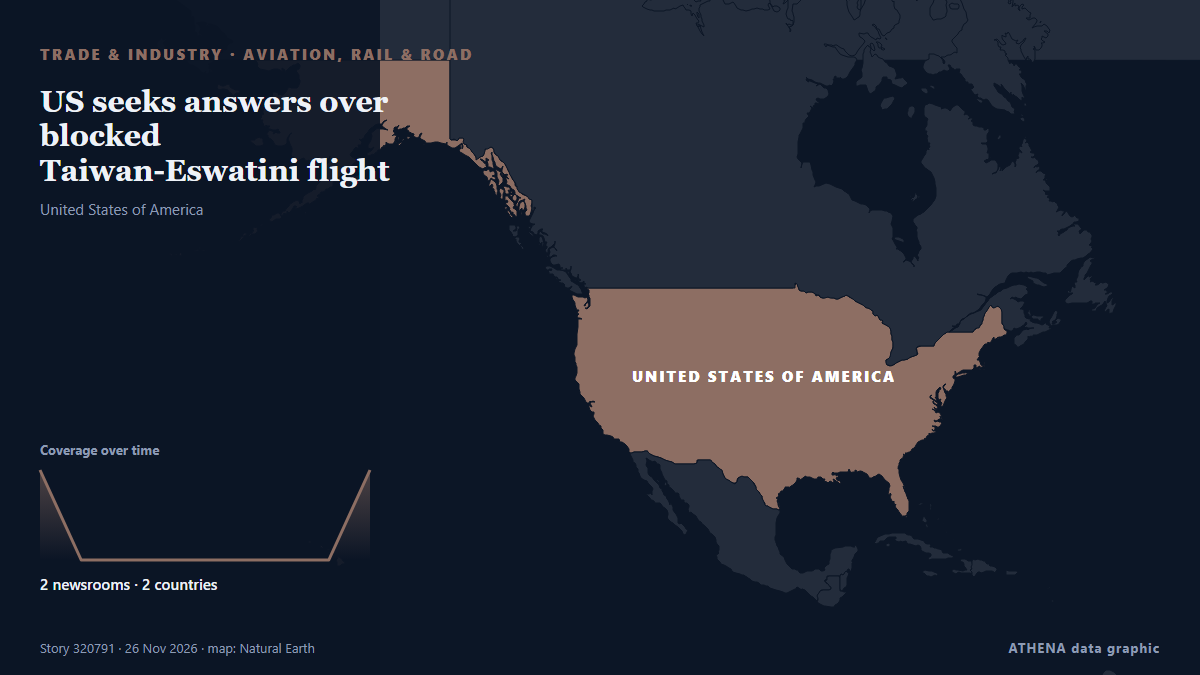 TRADE & INDUSTRY · AVIATION, RAIL & ROAD
US seeks answers over
blocked
Taiwan-Eswatini flight
United States of America
UNITED STATES OF AMERICA
Coverage over time
2 newsrooms · 2 countries
Story 320791 · 26 Nov 2026 · map: Natural Earth
ATHENA data graphic